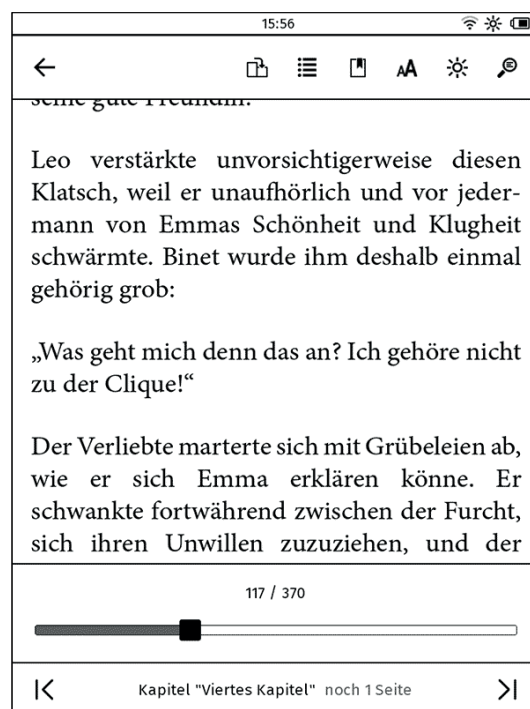 15:56
seine gute Freundin.
Leo verstärkte unvorsichtigerweise diesen
Klatsch, weil er unaufhörlich und vor jeder-
mann von Emmas Schönheit und Klugheit
schwärmte. Binet wurde ihm deshalb einmal
gehörig grob:
„Was geht mich denn das an? Ich gehöre nicht
zu der Clique!“
Der Verliebte marterte sich mit Grübeleien ab,
wie er sich Emma erklären könne. Er
schwankte fortwährend zwischen der Furcht,
sich ihren Unwillen zuzuziehen, und der
117 / 370
Kapitel "Viertes Kapitel" noch 1 Seite